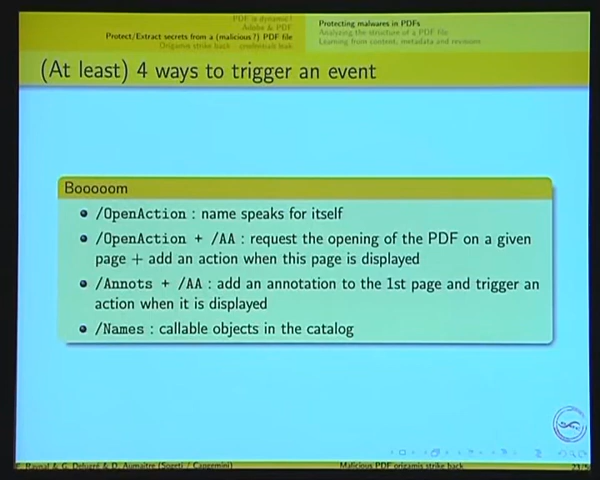 PDF is dynamic!
Adobe & PDF
Protect/Extract secrets from a (malicious?) PDF file
Origamis strike back : credentials leak
Protecting malwares in PDFs
Analyzing the structure of a PDF file
Learning from content, metadata and revisions
(At least) 4 ways to trigger an event
Booooom
/OpenAction : name speaks for itself
/OpenAction + /AA : request the opening of the PDF on a given
page + add an action when this page is displayed
/Annots + /AA : add an annotation to the 1st page and trigger an
action when it is displayed
/Names : callable objects in the catalog
F. Raynal & G. Delugré & D. Aumaitre (Sogeti / Capgemini)
Malicious PDF origamis strike back